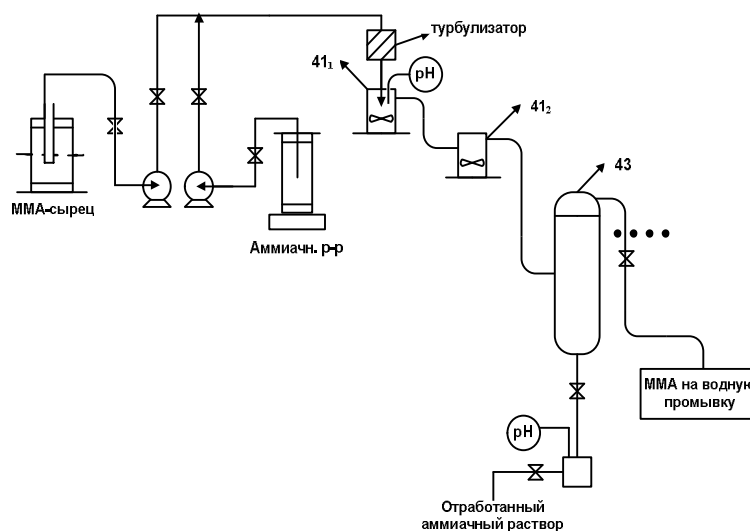 турбулизатор
41₁
pH
41₂
43
ММА-сырец
Аммиачн. р-р
ММА на водную
промывку
pH
Отработанный
аммиачный раствор